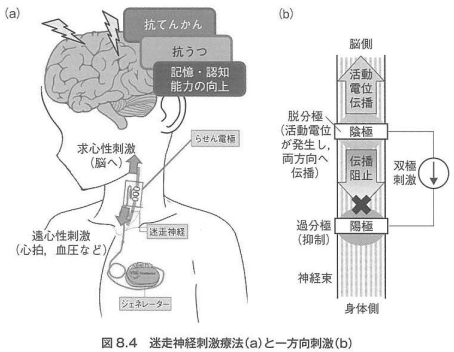 (a)
抗てんかん
抗うつ
記憶・認知
能力の向上
らせん電極
求心性刺激
(脳へ)
迷走神経
遠心性刺激
(心拍，血圧など)
ジェネレーター
(b)
脳側
活動
電位
伝播
脱分極
(活動電位
が発生し，
両方向へ
伝播)
陰極
伝播
阻止
双極
刺激
過分極
(抑制)
陽極
神経束
身体側
図8.4 迷走神経刺激療法(a)と一方向刺激(b)